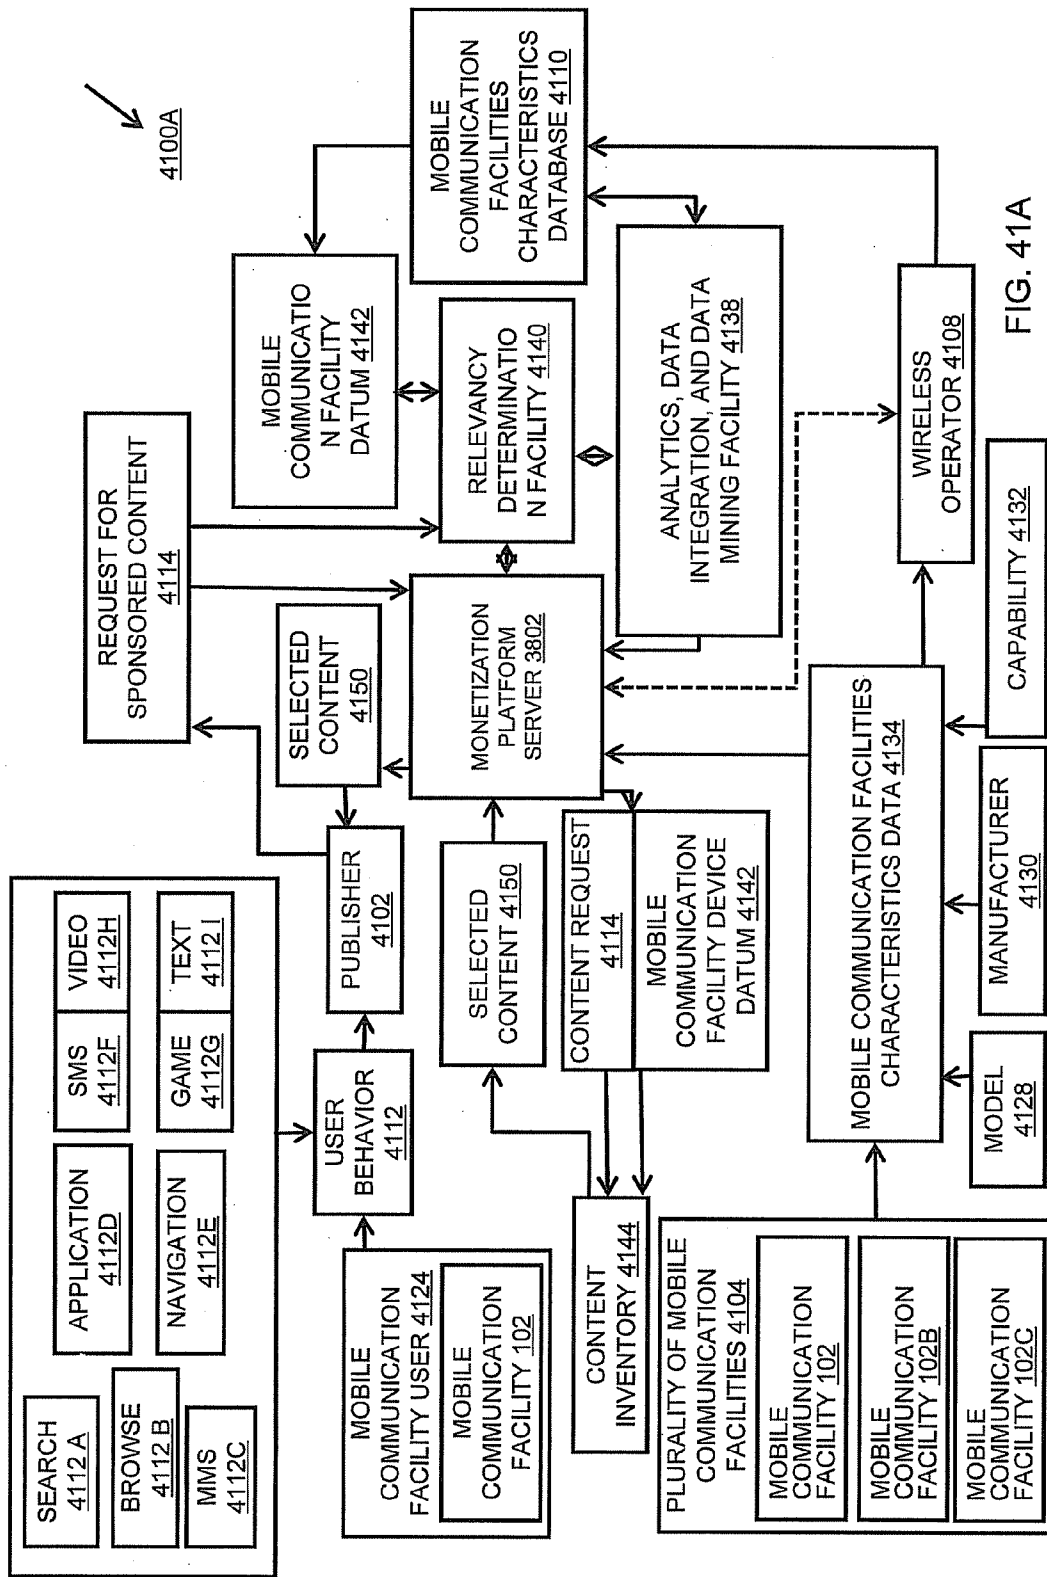 4100A
SEARCH
4112 A
BROWSE
4112 B
MMS
4112C
APPLICATION
4112D
NAVIGATION
4112E
SMS
4112F
VIDEO
4112H
GAME
4112G
TEXT
4112I
REQUEST FOR
SPONSORED CONTENT
4114
MOBILE
COMMUNICATIO
N FACILITY
DATUM 4142
MOBILE
COMMUNICATION
FACILITIES
CHARACTERISTICS
DATABASE 4110
MOBILE
COMMUNICATION
FACILITY USER 4124
MOBILE
COMMUNICATION
FACILITY 102
USER
BEHAVIOR
4112
PUBLISHER
4102
SELECTED
CONTENT
4150
RELEVANCY
DETERMINATIO
N FACILITY 4140
SELECTED
CONTENT 4150
MONETIZATION
PLATFORM
SERVER 3802
CONTENT
INVENTORY 4144
CONTENT REQUEST
4114
MOBILE
COMMUNICATION
FACILITY DEVICE
DATUM 4142
ANALYTICS, DATA
INTEGRATION, AND DATA
MINING FACILITY 4138
PLURALITY OF MOBILE
COMMUNICATION
FACILITIES 4104
MOBILE
COMMUNICATION
FACILITY 102
MOBILE
COMMUNICATION
FACILITY 102B
MOBILE
COMMUNICATION
FACILITY 102C
MOBILE COMMUNICATION FACILITIES
CHARACTERISTICS DATA 4134
MODEL
4128
MANUFACTURER
4130
CAPABILITY 4132
WIRELESS
OPERATOR 4108
FIG. 41A